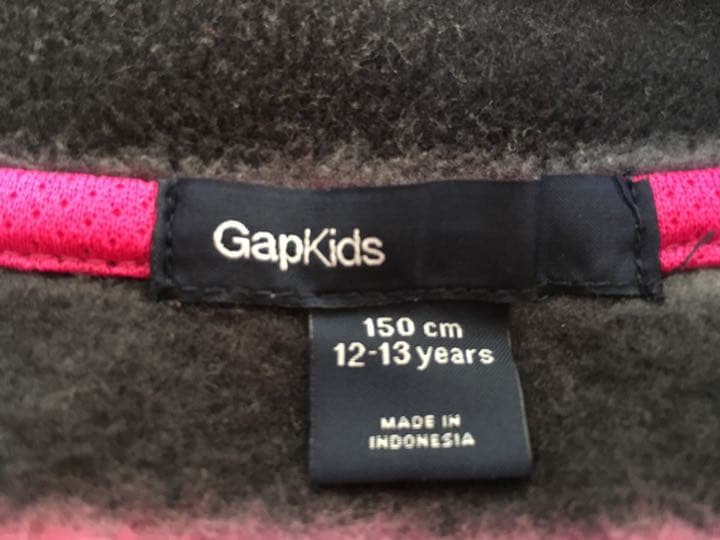 GapKids
150 cm
12-13 years
MADE IN
INDONESIA